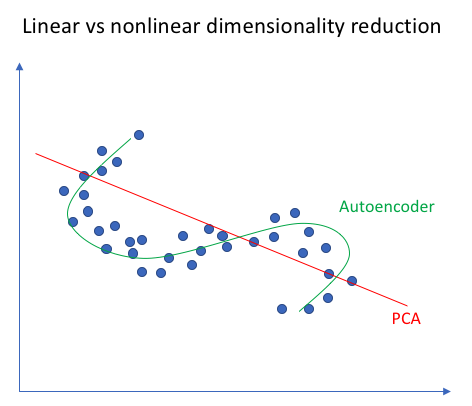 Linear vs nonlinear dimensionality reduction
Autoencoder
PCA